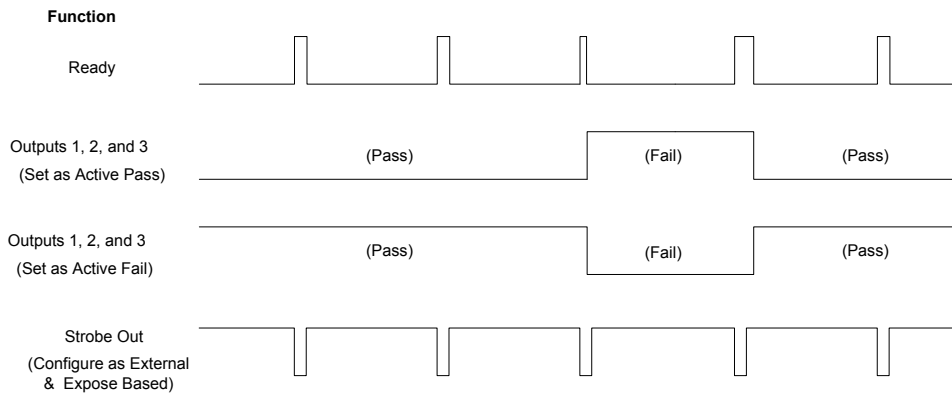 Function
Ready
Outputs 1, 2, and 3
(Set as Active Pass)
(Pass)
(Fail)
(Pass)
Outputs 1, 2, and 3
(Set as Active Fail)
(Pass)
(Fail)
(Pass)
Strobe Out
(Configure as External
& Expose Based)